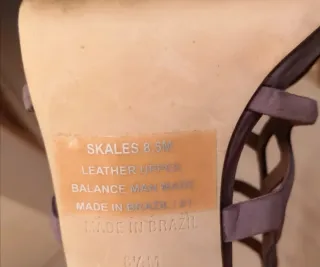 SKALES 8.5M
LEATHER UPPER
BALANCE MAN MADE
MADE IN BRAZIL
MADE IN BRAZIL